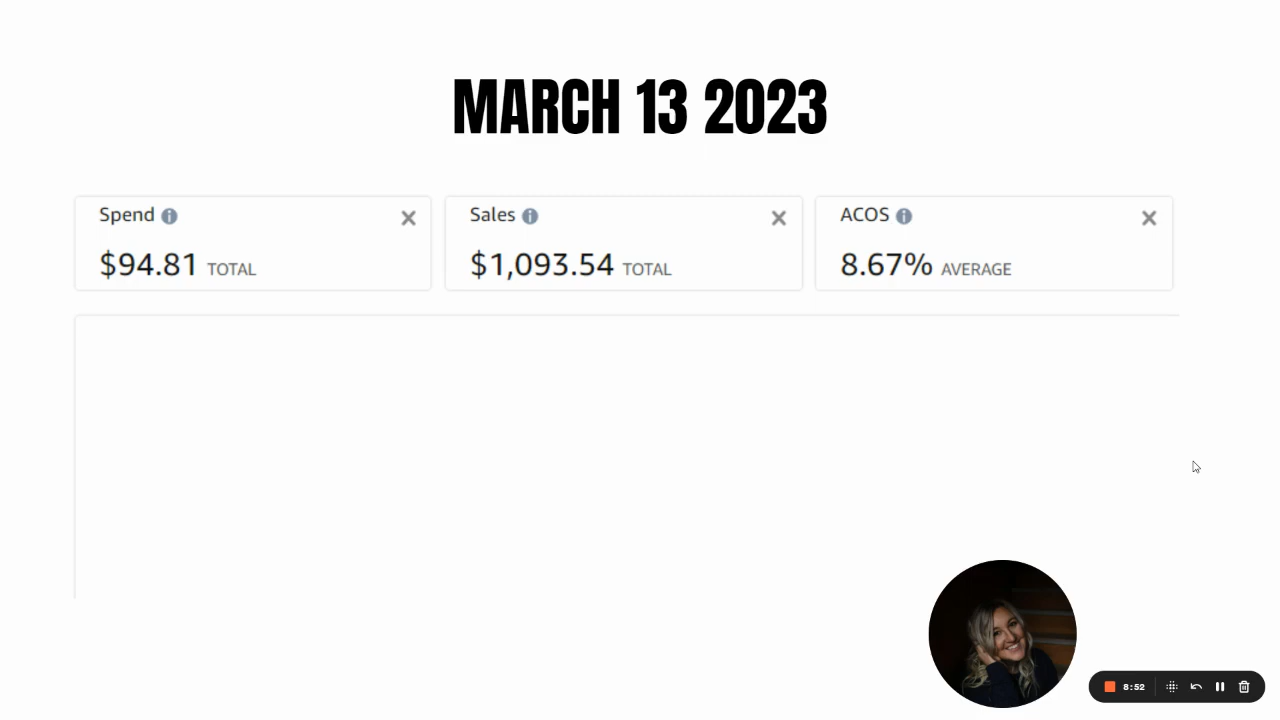 MARCH 13 2023
Spend
Sales
ACOS
$94.81 TOTAL
$1,093.54 TOTAL
8.67% AVERAGE
8:52